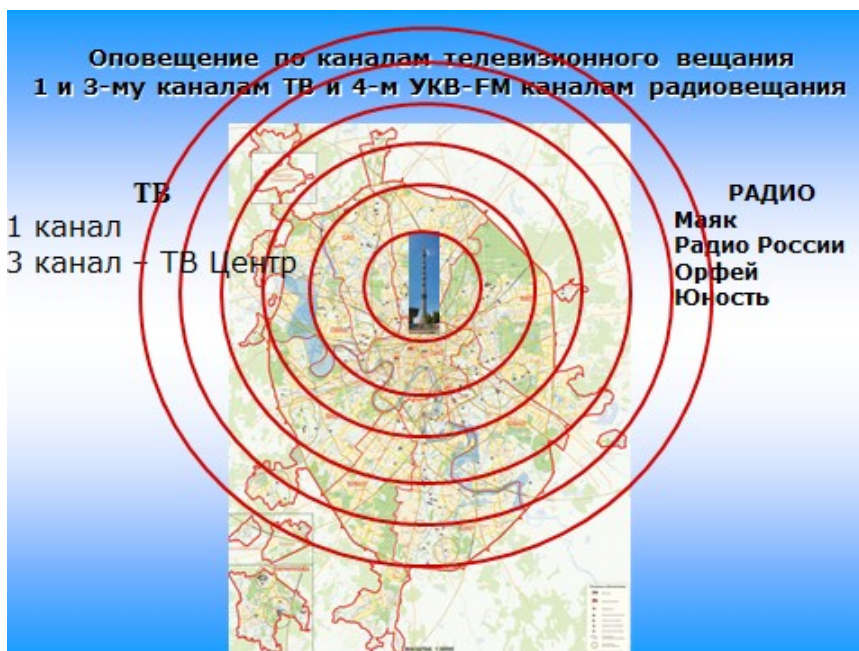 Оповещение по каналам телевизионного вещания
1 и 3-му каналам ТВ и 4-м УКВ-FM каналам радиовещания
ТВ
1 канал
3 канал – ТВ Центр
РАДИО
Маяк
Радио России
Орфей
Юность